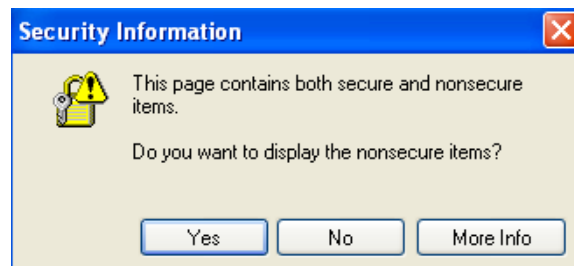 Security Information
This page contains both secure and nonsecure
items.
Do you want to display the nonsecure items?
Yes No More Info